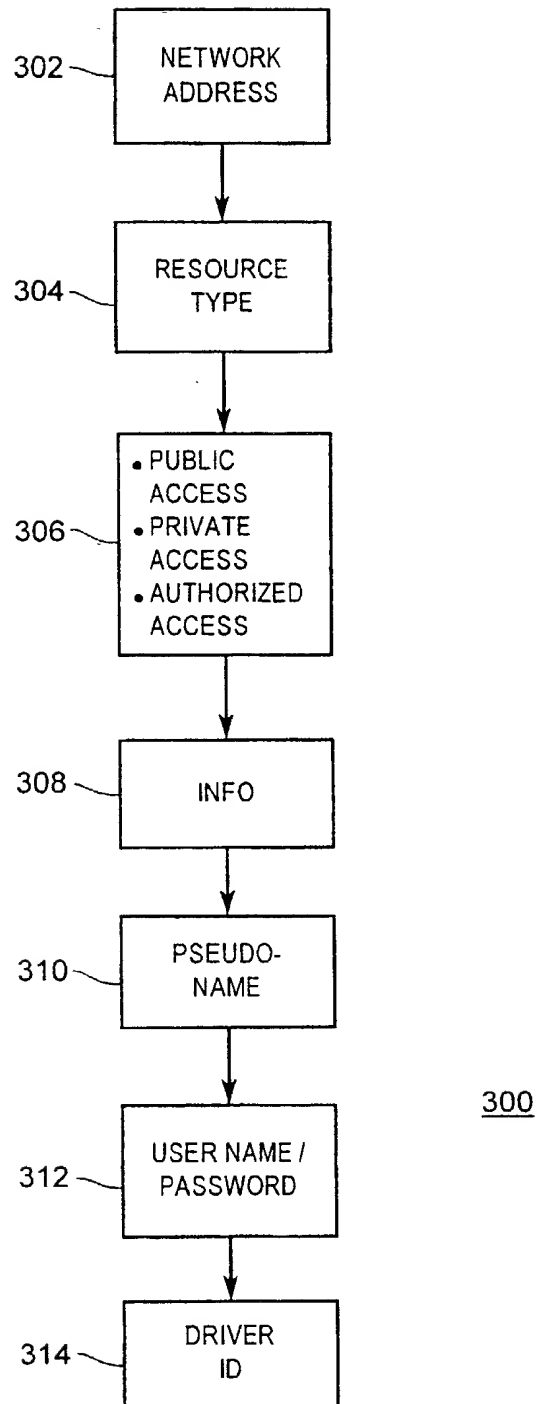 302
NETWORK
ADDRESS
304
RESOURCE
TYPE
306
• PUBLIC
ACCESS
• PRIVATE
ACCESS
• AUTHORIZED
ACCESS
308
INFO
310
PSEUDO-
NAME
300
312
USER NAME /
PASSWORD
314
DRIVER
ID